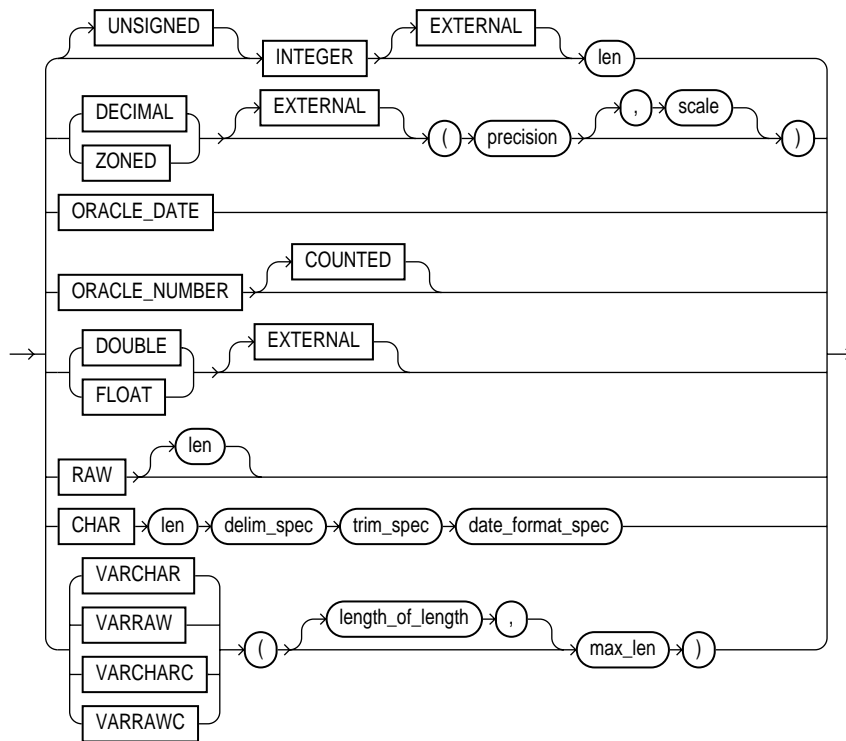 UNSIGNED EXTERNAL
INTEGER len
DECIMAL EXTERNAL , scale
ZONED ( precision )
ORACLE_DATE
COUNTED
ORACLE_NUMBER
DOUBLE EXTERNAL
FLOAT
len
RAW
CHAR len delim_spec trim_spec date_format_spec
VARCHAR
length_of_length ,
VARRAW
( max_len )
VARCHARC
VARRAWC